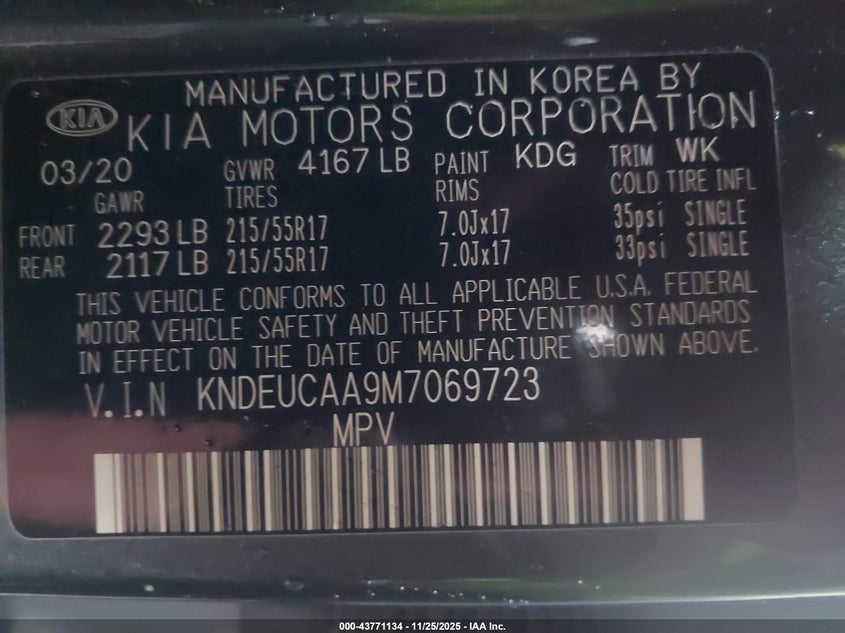 MANUFACTURED IN KOREA BY
KIA KIA MOTORS CORPORATION
03/20 GVWR 4167 LB PAINT KDG TRIM WK
GAWR TIRES RIMS COLD TIRE INFL
FRONT 2293 LB 215/55R17 7.0Jx17 35psi SINGLE
REAR 2117 LB 215/55R17 7.0Jx17 33psi SINGLE
THIS VEHICLE CONFORMS TO ALL APPLICABLE U.S.A. FEDERAL
MOTOR VEHICLE SAFETY AND THEFT PREVENTION STANDARDS
IN EFFECT ON THE DATE OF MANUFACTURE SHOWN ABOVE.
V.I.N KNDEUCAA9M7069723
MPV
000-43771134 - 11/25/2025 - IAA Inc.